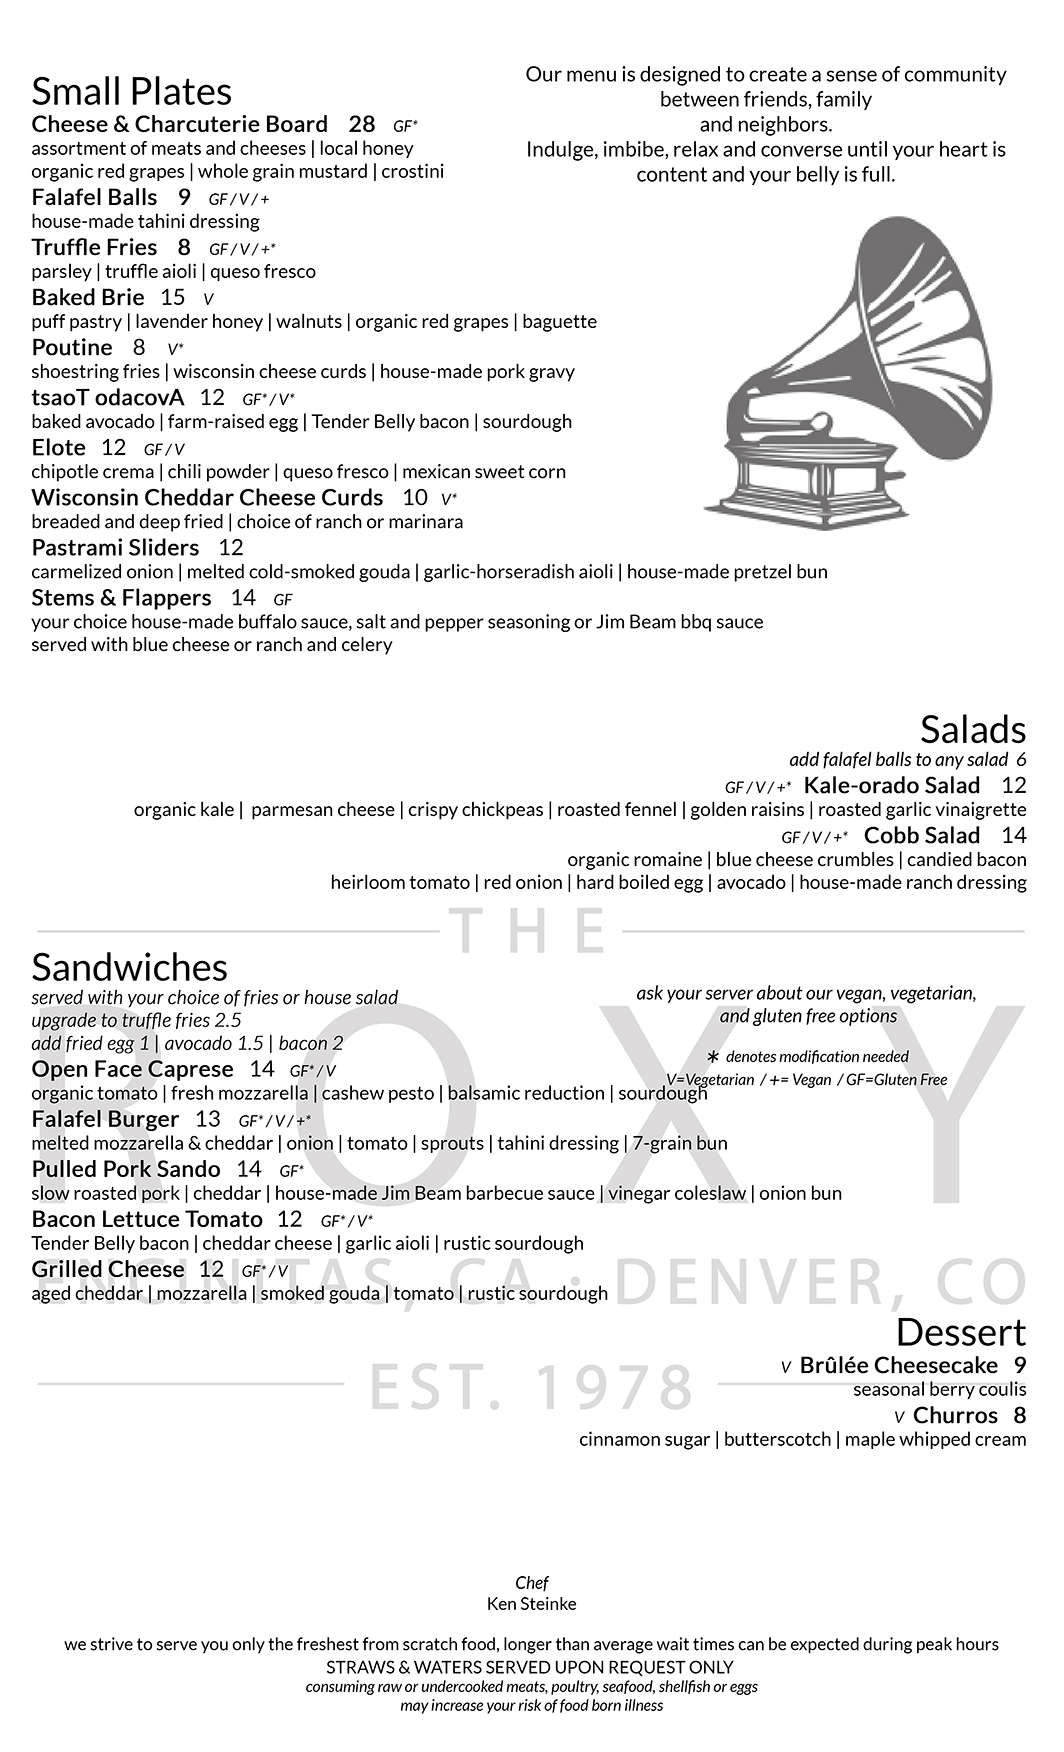 Small Plates
Cheese & Charcuterie Board 28 GF*
assortment of meats and cheeses | local honey
organic red grapes | whole grain mustard | crostini
Falafel Balls 9 GF / V / +
house-made tahini dressing
Truffle Fries 8 GF / V / +*
parsley | truffle aioli | queso fresco
Baked Brie 15 V
puff pastry | lavender honey | walnuts | organic red grapes | baguette
Poutine 8 V*
shoestring fries | wisconsin cheese curds | house-made pork gravy
tsaoT odacovA 12 GF* / V*
baked avocado | farm-raised egg | Tender Belly bacon | sourdough
Elote 12 GF / V
chipotle crema | chili powder | queso fresco | mexican sweet corn
Wisconsin Cheddar Cheese Curds 10 V*
breaded and deep fried | choice of ranch or marinara
Pastrami Sliders 12
carmelized onion | melted cold-smoked gouda | garlic-horseradish aioli | house-made pretzel bun
Stems & Flappers 14 GF
your choice house-made buffalo sauce, salt and pepper seasoning or Jim Beam bbq sauce
served with blue cheese or ranch and celery
Our menu is designed to create a sense of community
between friends, family
and neighbors.
Indulge, imbibe, relax and converse until your heart is
content and your belly is full.
Salads
add falafel balls to any salad 6
GF / V / +* Kale-orado Salad 12
organic kale | parmesan cheese | crispy chickpeas | roasted fennel | golden raisins | roasted garlic vinaigrette
GF / V / +* Cobb Salad 14
organic romaine | blue cheese crumbles | candied bacon
heirloom tomato | red onion | hard boiled egg | avocado | house-made ranch dressing
THE
ROXY
ENCINITAS, CA · DENVER, CO
EST. 1978
Sandwiches
served with your choice of fries or house salad
upgrade to truffle fries 2.5
add fried egg 1 | avocado 1.5 | bacon 2
Open Face Caprese 14 GF* / V
organic tomato | fresh mozzarella | cashew pesto | balsamic reduction | sourdough
Falafel Burger 13 GF* / V / +*
melted mozzarella & cheddar | onion | tomato | sprouts | tahini dressing | 7-grain bun
Pulled Pork Sando 14 GF*
slow roasted pork | cheddar | house-made Jim Beam barbecue sauce | vinegar coleslaw | onion bun
Bacon Lettuce Tomato 12 GF* / V*
Tender Belly bacon | cheddar cheese | garlic aioli | rustic sourdough
Grilled Cheese 12 GF* / V
aged cheddar | mozzarella | smoked gouda | tomato | rustic sourdough
ask your server about our vegan, vegetarian,
and gluten free options
* denotes modification needed
V=Vegetarian / += Vegan / GF=Gluten Free
Dessert
V Brûlée Cheesecake 9
seasonal berry coulis
V Churros 8
cinnamon sugar | butterscotch | maple whipped cream
Chef
Ken Steinke
we strive to serve you only the freshest from scratch food, longer than average wait times can be expected during peak hours
STRAWS & WATERS SERVED UPON REQUEST ONLY
consuming raw or undercooked meats, poultry, seafood, shellfish or eggs
may increase your risk of food born illness